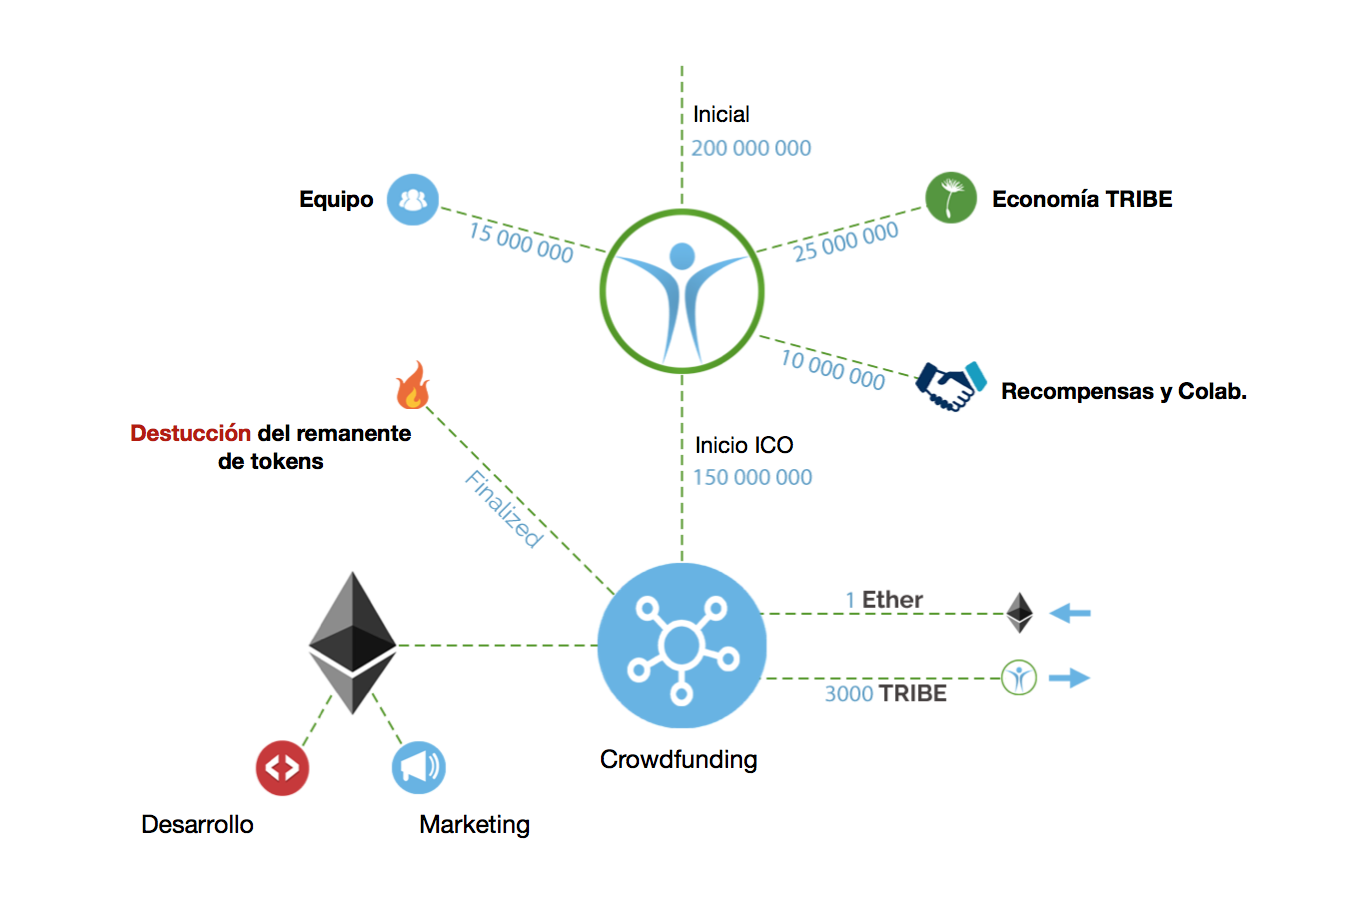 Inicial
200 000 000
Equipo
15 000 000
Economía TRIBE
25 000 000
10 000 000
Recompensas y Colab.
Destucción del remanente
de tokens
Inicio ICO
150 000 000
Finalized
1 Ether
3000 TRIBE
Crowdfunding
Desarrollo
Marketing